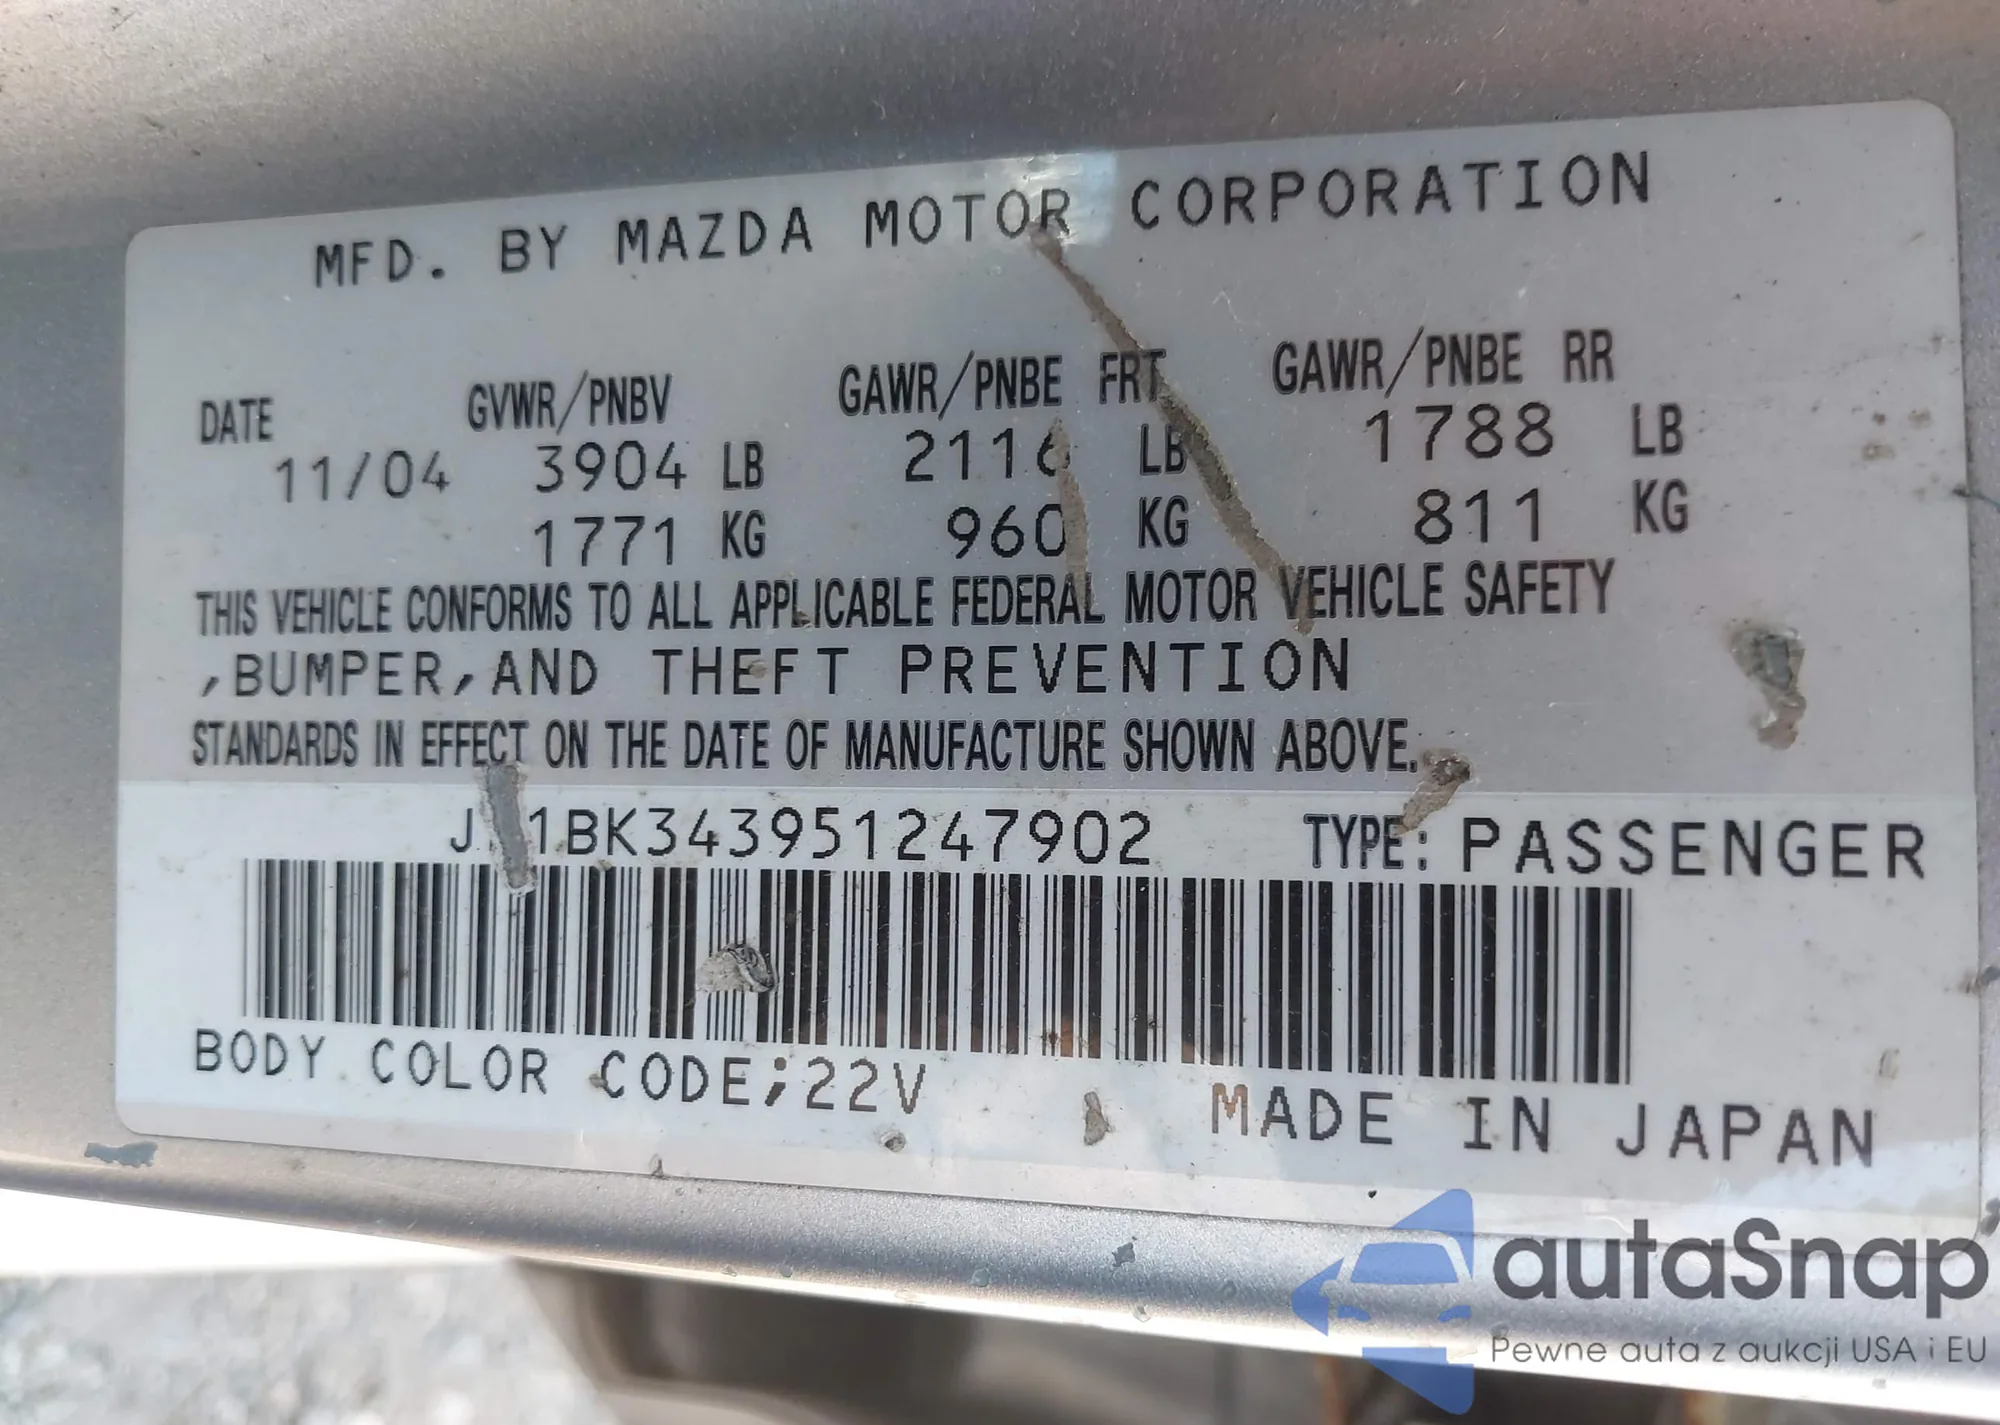 MFD. BY MAZDA MOTOR CORPORATION
DATE GVWR/PNBV GAWR/PNBE FRT GAWR/PNBE RR
11/04 3904 LB 2116 LB 1788 LB
1771 KG 960 KG 811 KG
THIS VEHICLE CONFORMS TO ALL APPLICABLE FEDERAL MOTOR VEHICLE SAFETY
,BUMPER,AND THEFT PREVENTION
STANDARDS IN EFFECT ON THE DATE OF MANUFACTURE SHOWN ABOVE.
TYPE: PASSENGER
BODY COLOR CODE;22V MADE IN JAPAN
autaSnap
Pewne auta z aukcji USA i EU